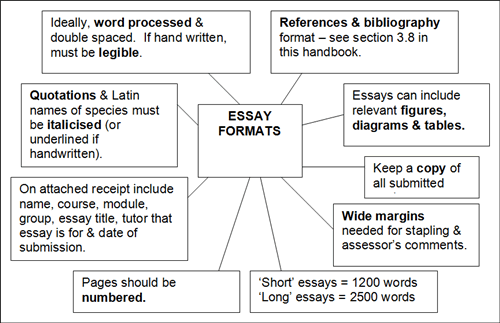 Ideally, word processed &
double spaced. If hand written,
must be legible.
References & bibliography
format – see section 3.8 in
this handbook.
Quotations & Latin
names of species must
be italicised (or
underlined if
handwritten).
ESSAY
FORMATS
Essays can include
relevant figures,
diagrams & tables.
Keep a copy of
all submitted
On attached receipt include
name, course, module,
group, essay title, tutor that
essay is for & date of
submission.
Wide margins
needed for stapling &
assessor's comments.
Pages should be
numbered.
‘Short’ essays = 1200 words
‘Long’ essays = 2500 words